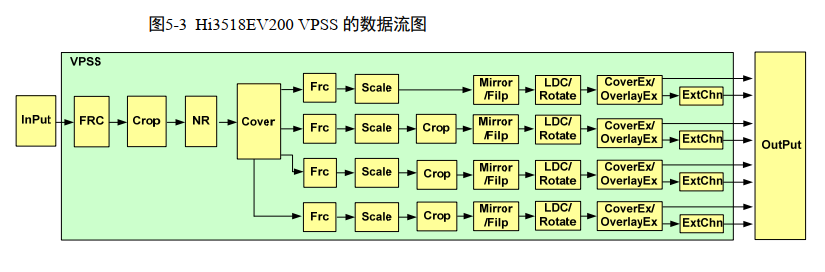 图5-3 Hi3518EV200 VPSS 的数据流图
VPSS
InPut
FRC
Crop
NR
Cover
Frc
Scale
Mirror
/Filp
LDC/
Rotate
CoverEx/
OverlayEx
ExtChn
Frc
Scale
Crop
Mirror
/Filp
LDC/
Rotate
CoverEx/
OverlayEx
ExtChn
Frc
Scale
Crop
Mirror
/Filp
LDC/
Rotate
CoverEx/
OverlayEx
ExtChn
Frc
Scale
Crop
Mirror
/Filp
LDC/
Rotate
CoverEx/
OverlayEx
ExtChn
OutPut